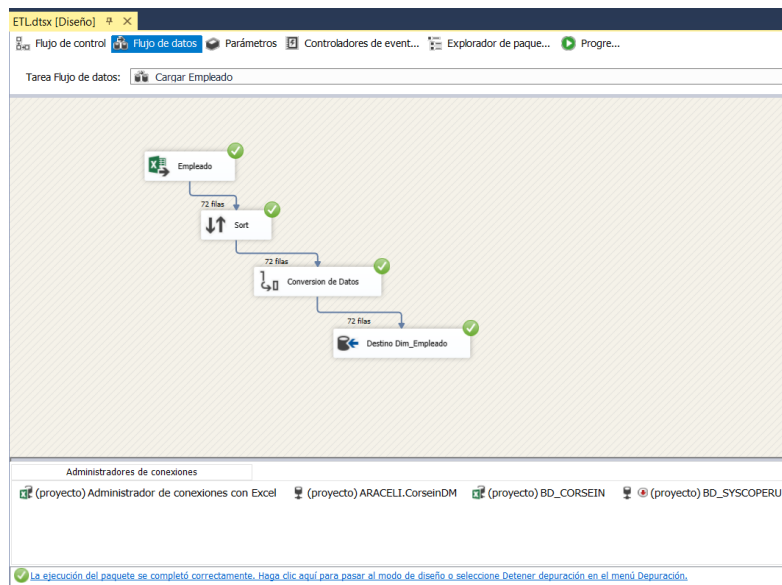 ETL.dtsx [Diseño]
Flujo de control Flujo de datos Parámetros Controladores de event... Explorador de paque... Progre...
Tarea Flujo de datos: Cargar Empleado
Empleado
72 filas
Sort
72 filas
Conversion de Datos
72 filas
Destino Dim_Empleado
Administradores de conexiones
(proyecto) Administrador de conexiones con Excel (proyecto) ARACELI.CorseinDM (proyecto) BD_CORSEIN (proyecto) BD_SYSCOPERU
La ejecución del paquete se completó correctamente. Haga clic aquí para pasar al modo de diseño o seleccione Detener depuración en el menú Depuración.